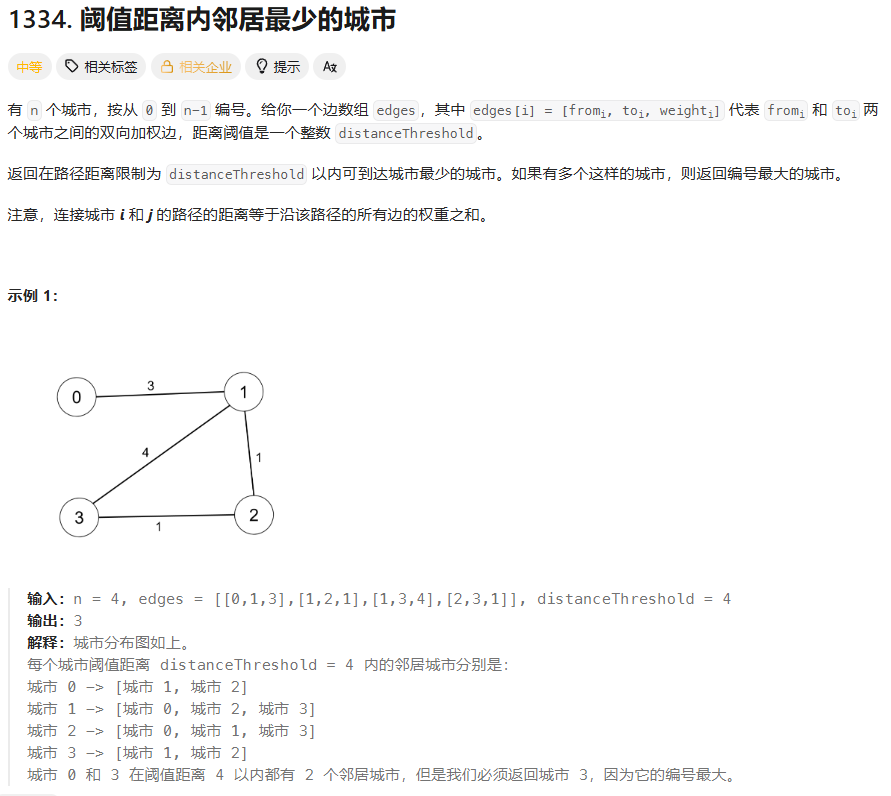 1334. 阈值距离内邻居最少的城市
中等 相关标签 相关企业 提示 Aあ
有 n 个城市，按从 0 到 n-1 编号。给你一个边数组 edges，其中 edges[i] = [fromi, toi, weighti] 代表 fromi 和 toi 两
个城市之间的双向加权边，距离阈值是一个整数 distanceThreshold。
返回在路径距离限制为 distanceThreshold 以内可到达城市最少的城市。如果有多个这样的城市，则返回编号最大的城市。
注意，连接城市 i 和 j 的路径的距离等于沿该路径的所有边的权重之和。
示例 1：
3
0
1
4
1
3
2
1
输入：n = 4, edges = [[0,1,3],[1,2,1],[1,3,4],[2,3,1]], distanceThreshold = 4
输出：3
解释：城市分布图如上。
每个城市阈值距离 distanceThreshold = 4 内的邻居城市分别是：
城市 0 -> [城市 1, 城市 2]
城市 1 -> [城市 0, 城市 2, 城市 3]
城市 2 -> [城市 0, 城市 1, 城市 3]
城市 3 -> [城市 1, 城市 2]
城市 0 和 3 在阈值距离 4 以内都有 2 个邻居城市，但是我们必须返回城市 3，因为它的编号最大。